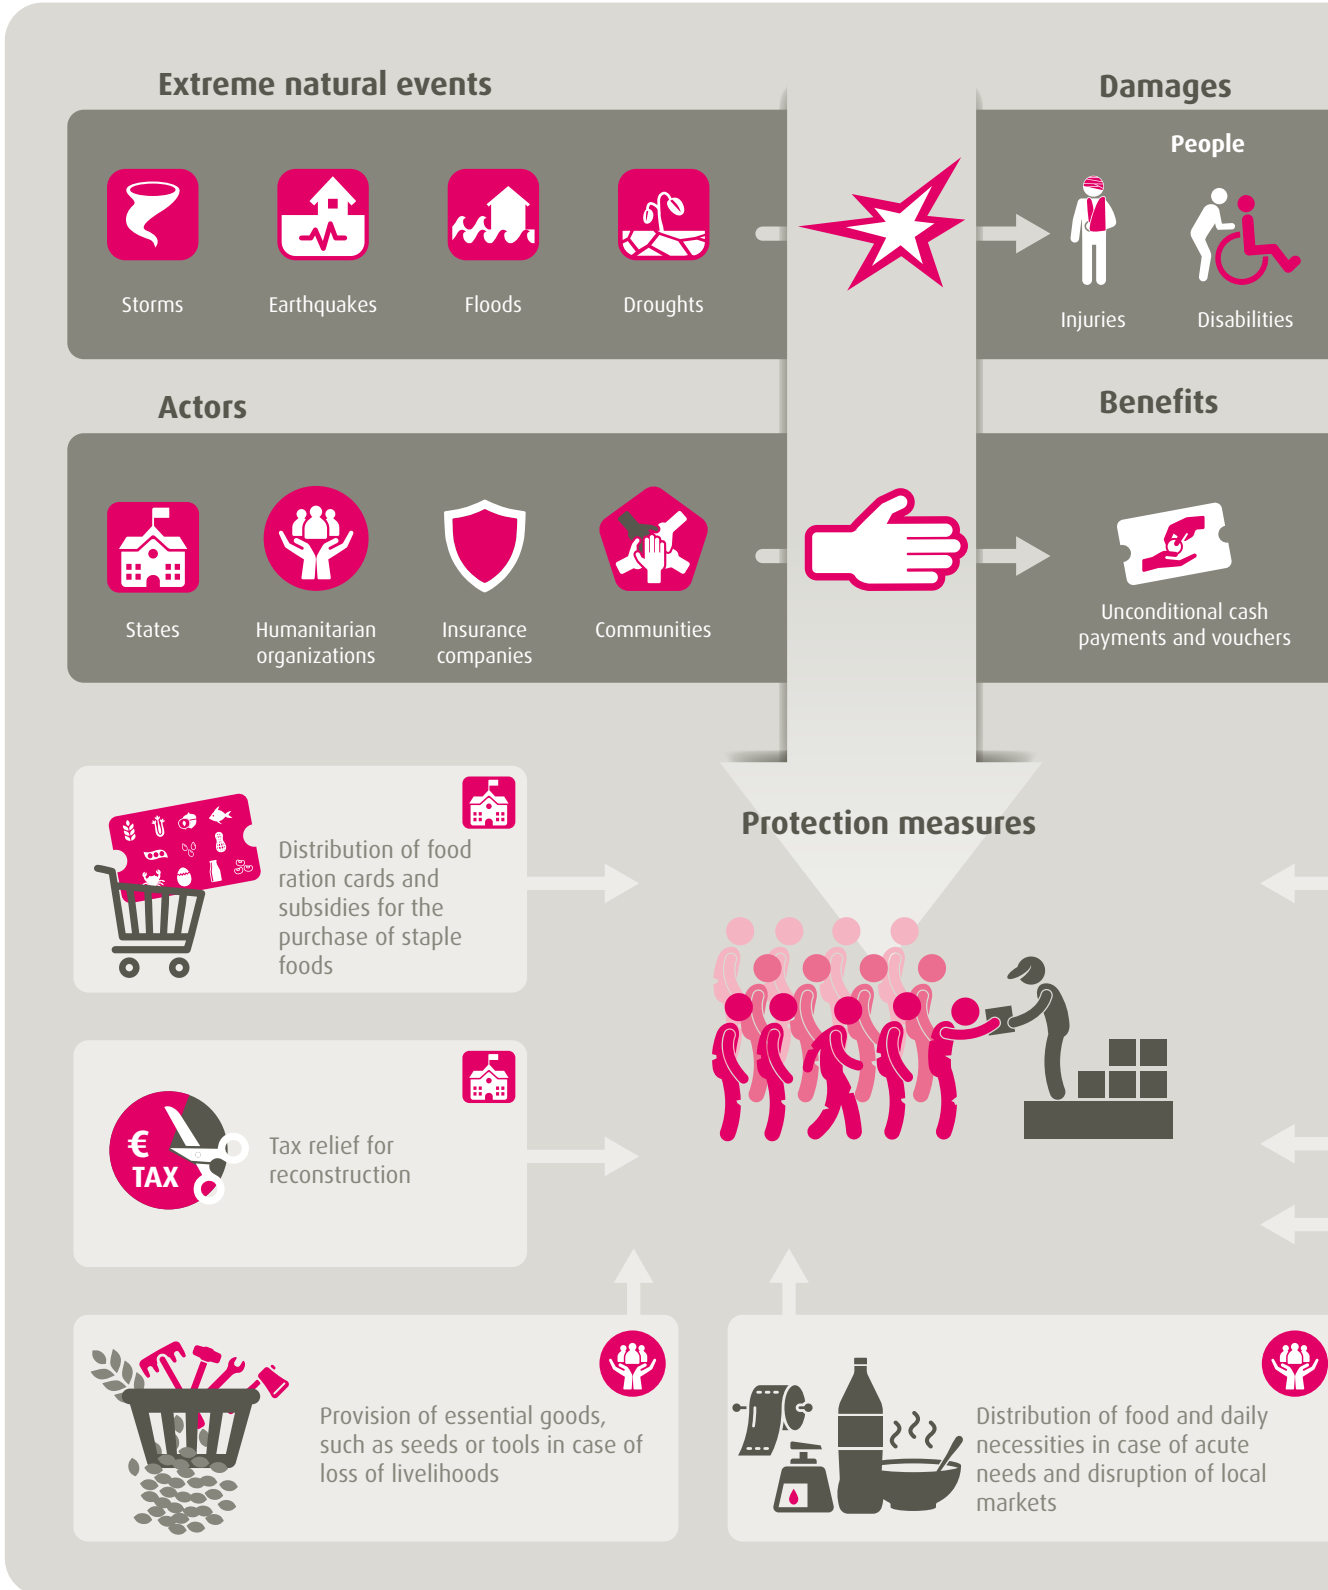 Extreme natural events
Storms
Earthquakes
Floods
Droughts
Damages
People
Injuries
Disabilities
Actors
States
Humanitarian
organizations
Insurance
companies
Communities
Benefits
Unconditional cash
payments and vouchers
Protection measures
Distribution of food
ration cards and
subsidies for the
purchase of staple
foods
€
TAX
Tax relief for
reconstruction
Provision of essential goods,
such as seeds or tools in case of
loss of livelihoods
Distribution of food and daily
necessities in case of acute
needs and disruption of local
markets